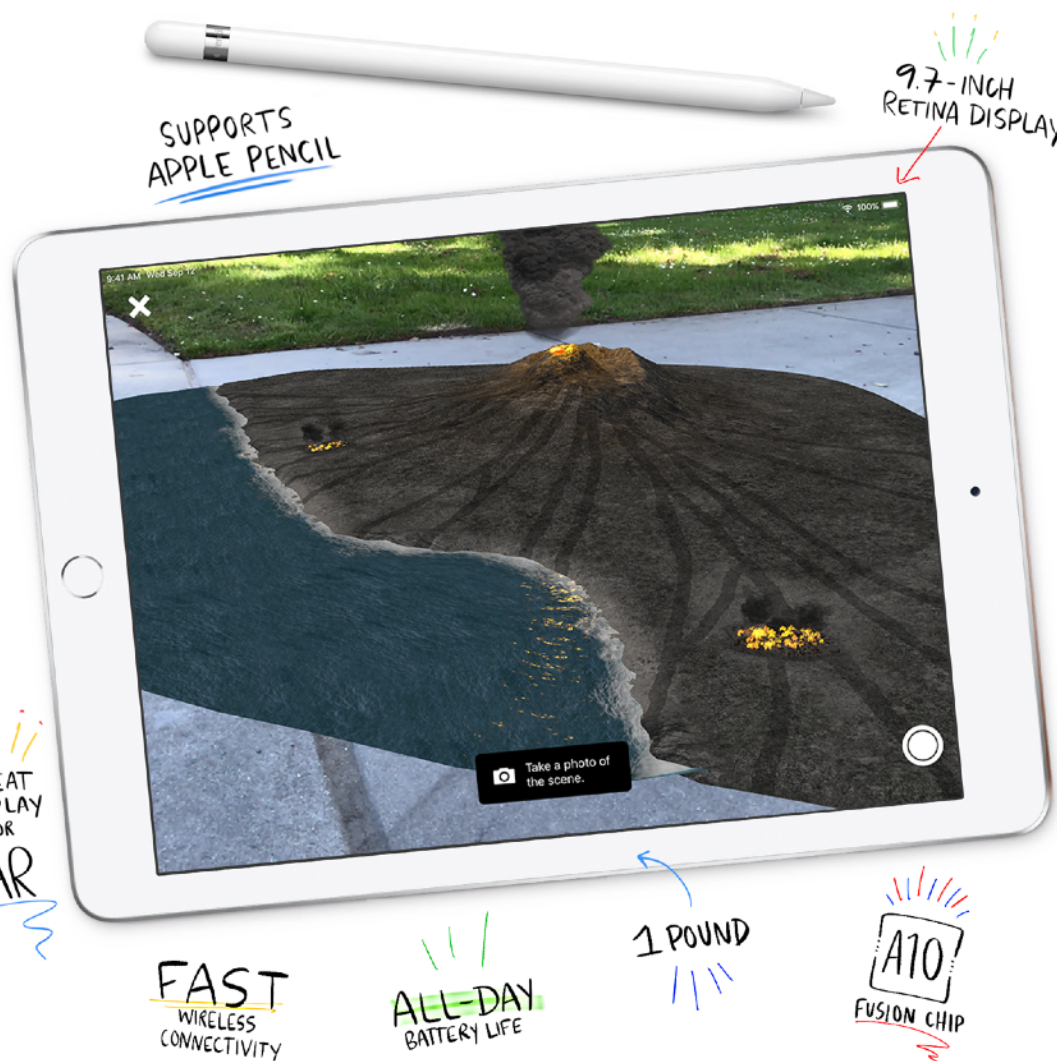 SUPPORTS
APPLE PENCIL
9.7-INCH
RETINA DISPLAY
9:41 AM Wed Sep 12
100%
Take a photo of
the scene.
FAST
WIRELESS
CONNECTIVITY
ALL-DAY
BATTERY LIFE
1 POUND
A10
FUSION CHIP